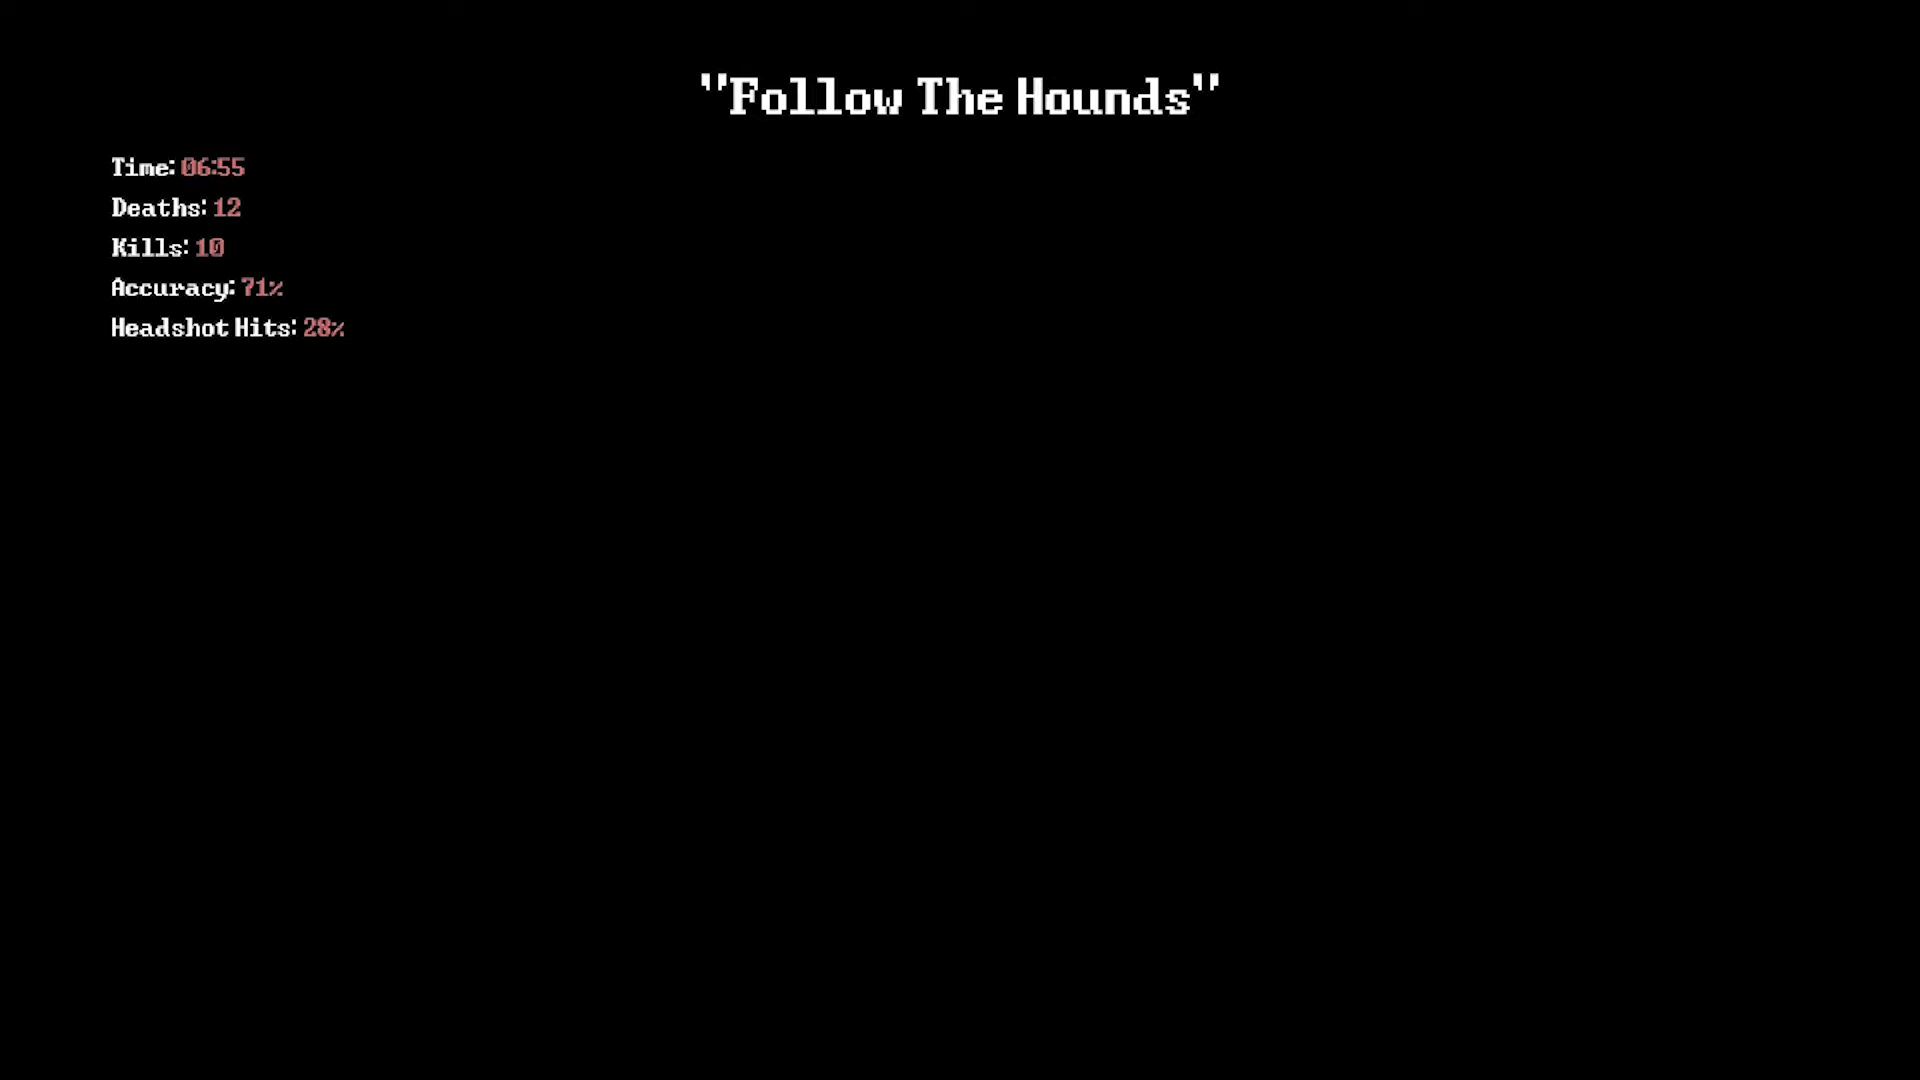 "Follow The Hounds"
Time: 06:55
Deaths: 12
Kills: 10
Accuracy: 71%
Headshot Hits: 28%